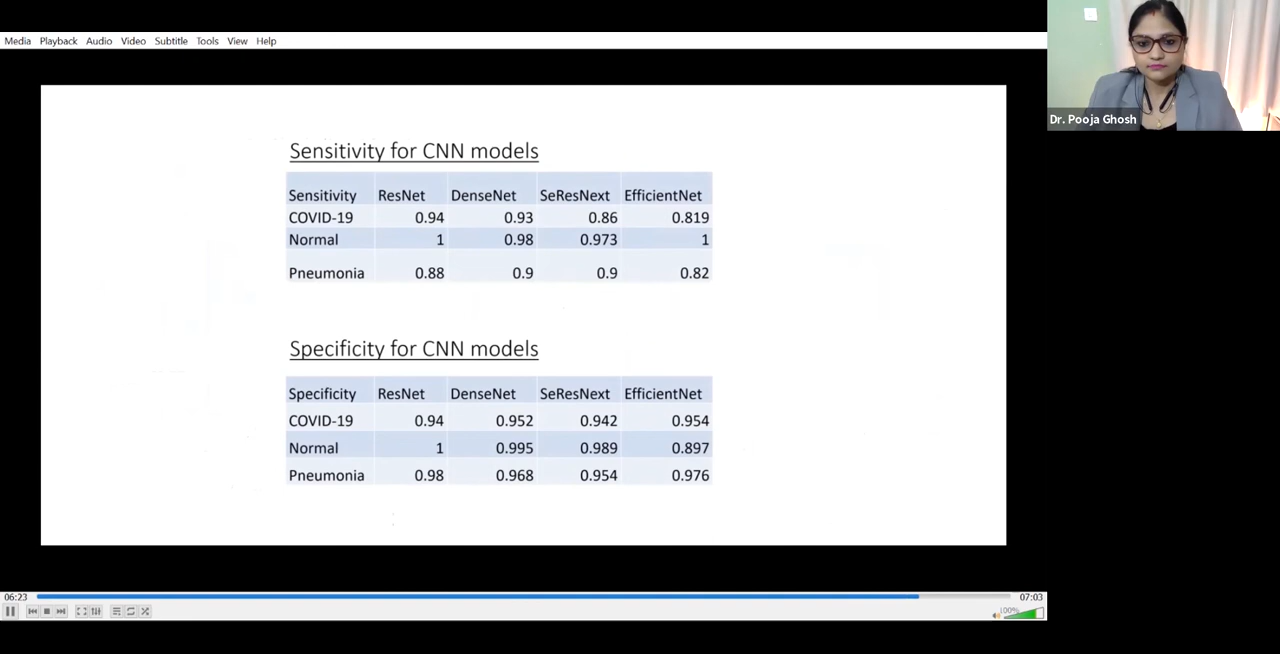 Media Playback Audio Video Subtitle Tools View Help
Dr. Pooja Ghosh
Sensitivity for CNN models
Sensitivity ResNet DenseNet SeResNext EfficientNet
COVID-19 0.94 0.93 0.86 0.819
Normal 1 0.98 0.973 1
Pneumonia 0.88 0.9 0.9 0.82
Specificity for CNN models
Specificity ResNet DenseNet SeResNext EfficientNet
COVID-19 0.94 0.952 0.942 0.954
Normal 1 0.995 0.989 0.897
Pneumonia 0.98 0.968 0.954 0.976
06:23 07:03
100%